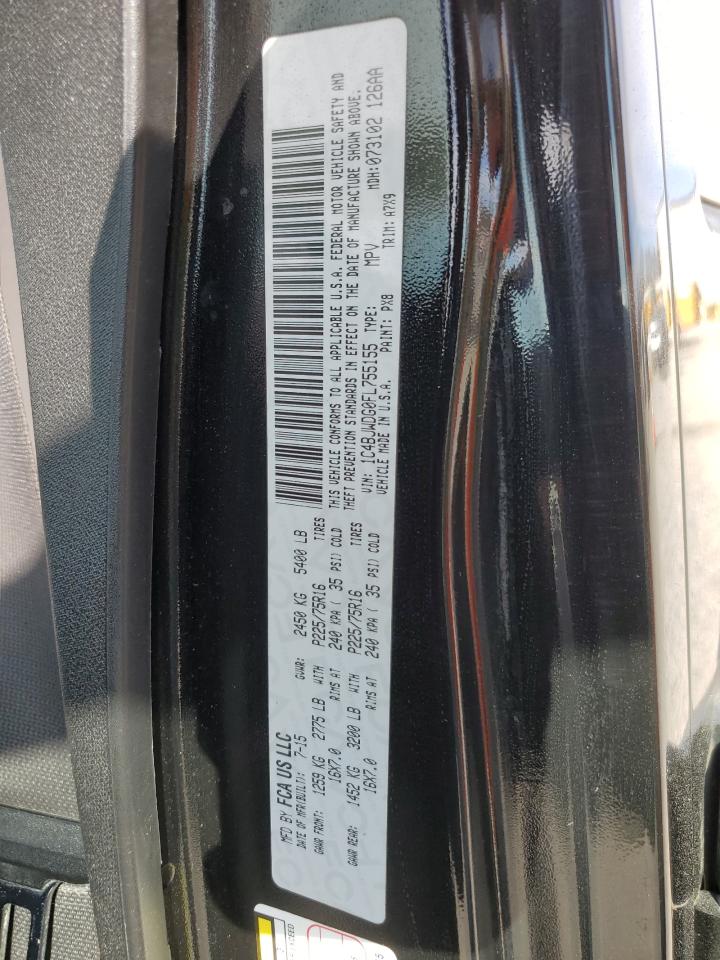 MFD BY FCA US LLC
DATE OF MFR(BUILT): 7-15 GVWR: 2450 KG 5400 LB
GAWR FRONT: 1259 KG 2775 LB WITH P225/75R16 TIRES
16X7.0 RIMS AT 240 KPA ( 35 PSI) COLD
GAWR REAR: 1452 KG 3200 LB WITH P225/75R16 TIRES
16X7.0 RIMS AT 240 KPA ( 35 PSI) COLD
THIS VEHICLE CONFORMS TO ALL APPLICABLE U.S.A. FEDERAL MOTOR VEHICLE SAFETY AND
THEFT PREVENTION STANDARDS IN EFFECT ON THE DATE OF MANUFACTURE SHOWN ABOVE.
VIN: 1C4BJWDG0FL755155 TYPE: MPV MDH:073102 126AA
VEHICLE MADE IN U.S.A. PAINT: PX8 TRIM: A7X9